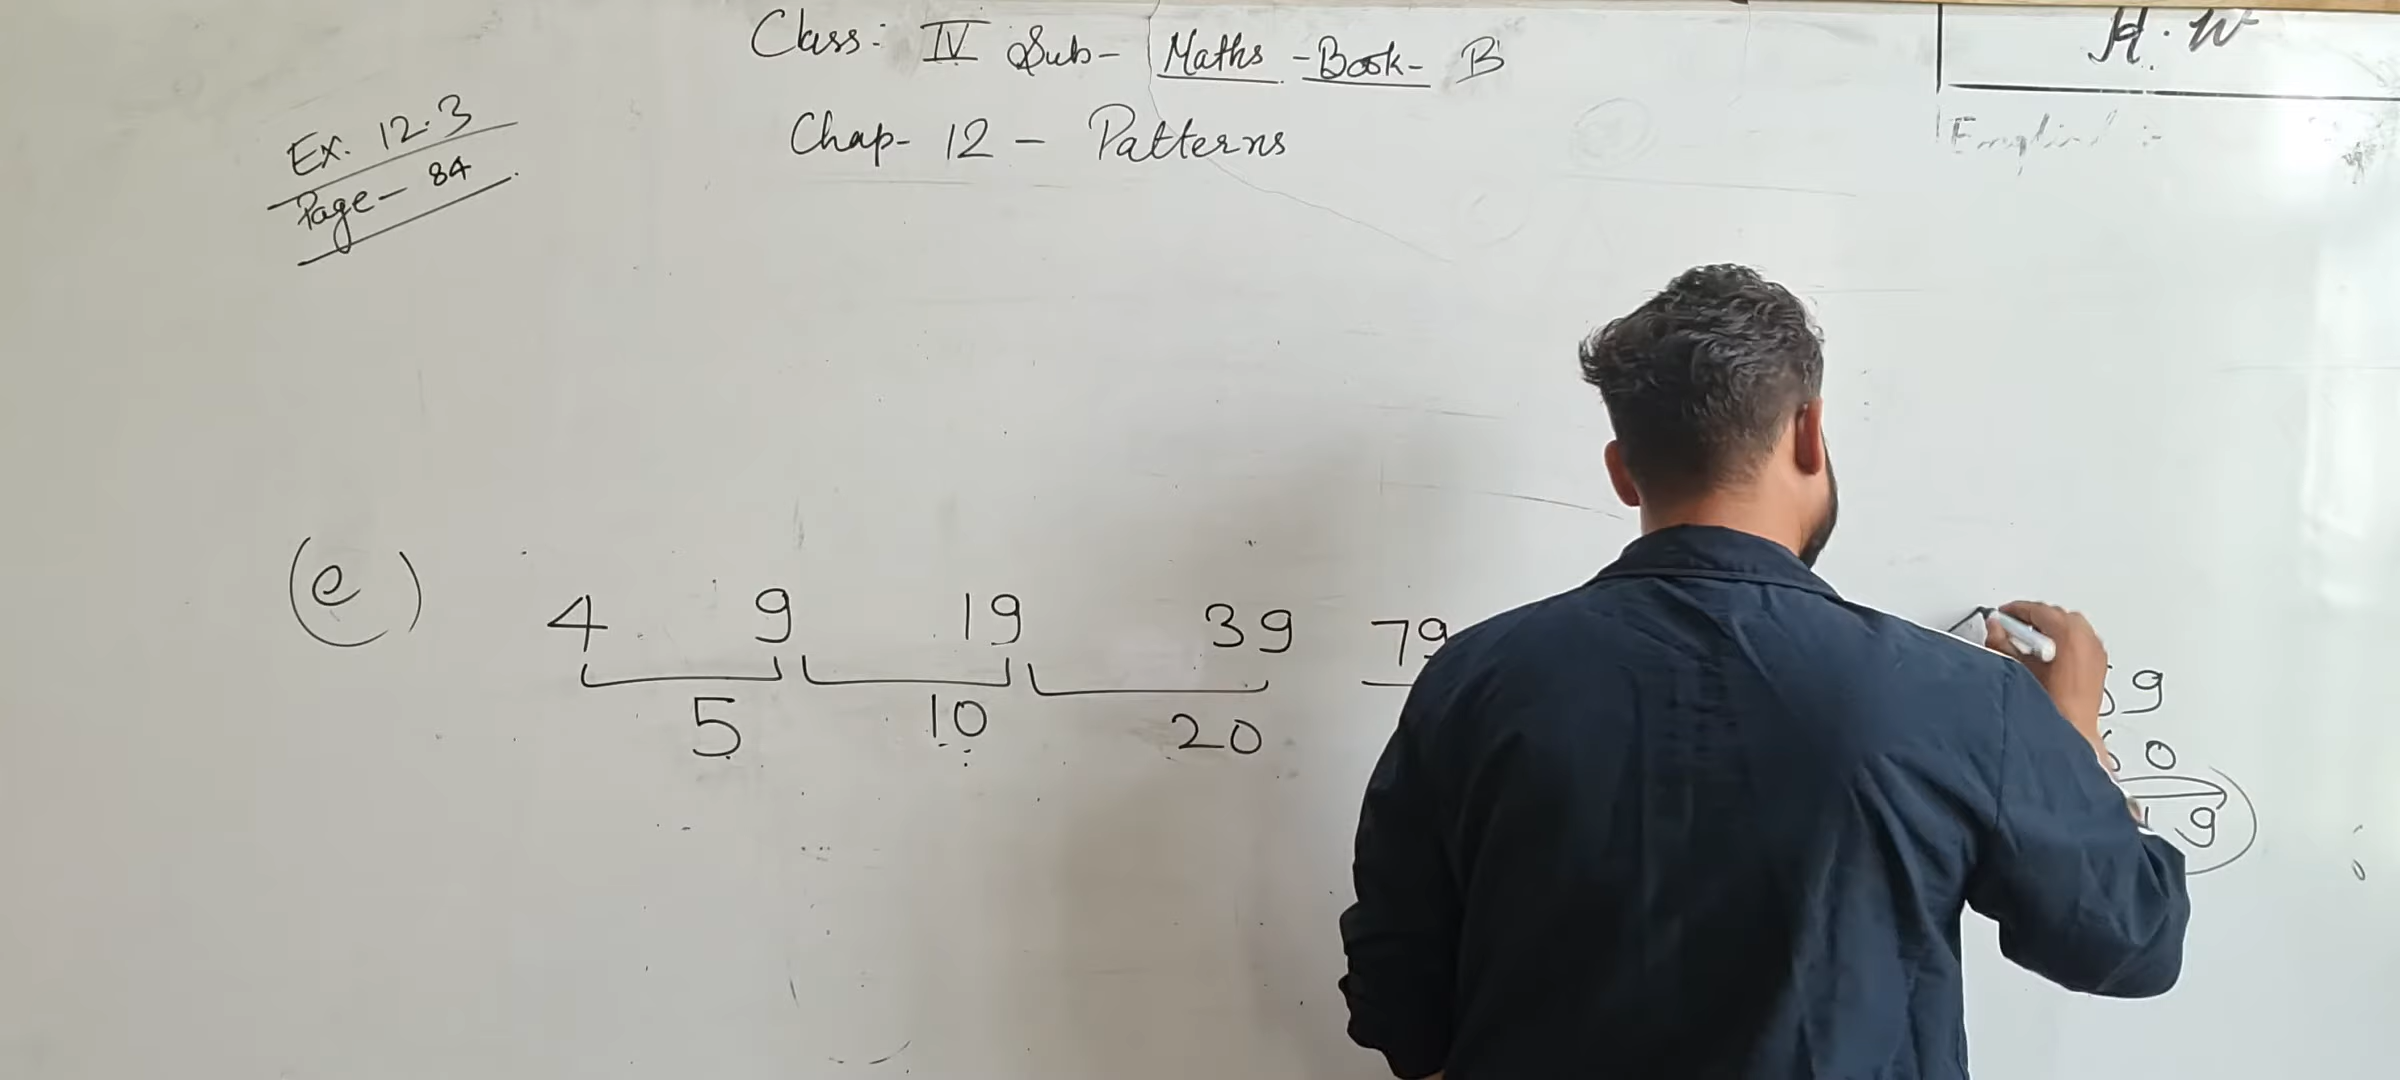 Class: IV Sub- Maths -Book- B
H.W
Ex. 12.3
Page- 84
Chap- 12 - Patterns
(e) 4 9 19 39 79
5 10 20
9
0
19